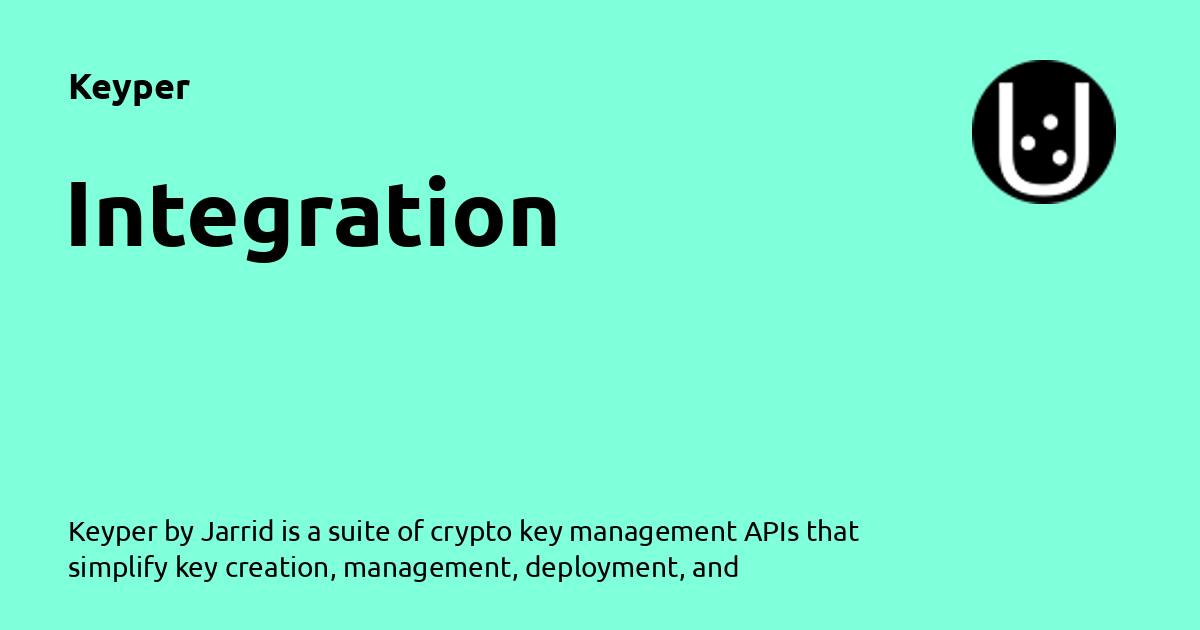 Keyper
Integration
Keyper by Jarrid is a suite of crypto key management APIs that
simplify key creation, management, deployment, and